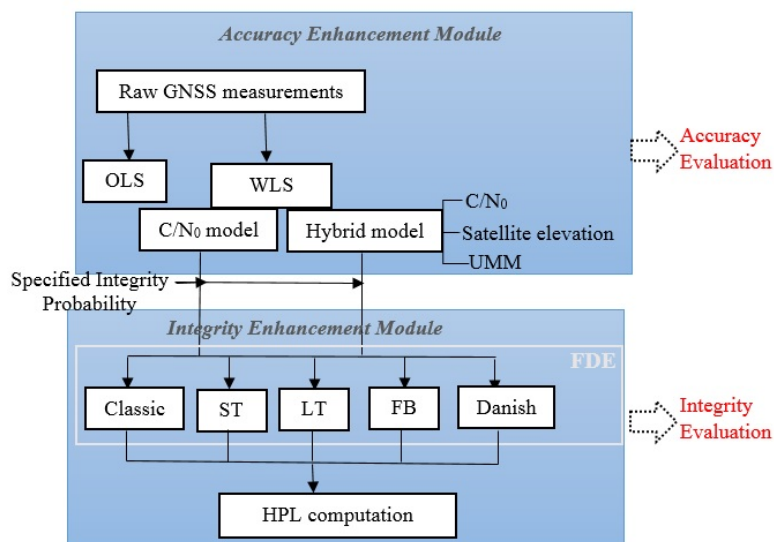 Accuracy Enhancement Module
Raw GNSS measurements
Accuracy
Evaluation
OLS
WLS
C/N₀
C/N₀ model
Hybrid model
Satellite elevation
UMM
Specified Integrity
Probability
Integrity Enhancement Module
FDE
Classic
ST
LT
FB
Danish
Integrity
Evaluation
HPL computation